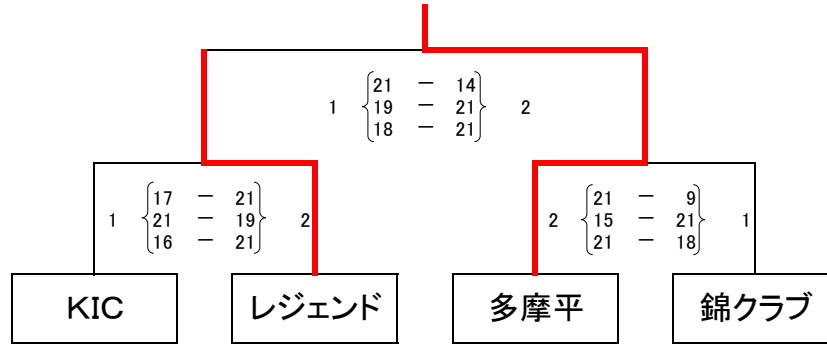 21 － 14
1 19 － 21 2
18 － 21
17 － 21
1 21 － 19 2
16 － 21
21 － 9
2 15 － 21 1
21 － 18
KIC
レジェンド
多摩平
錦クラブ